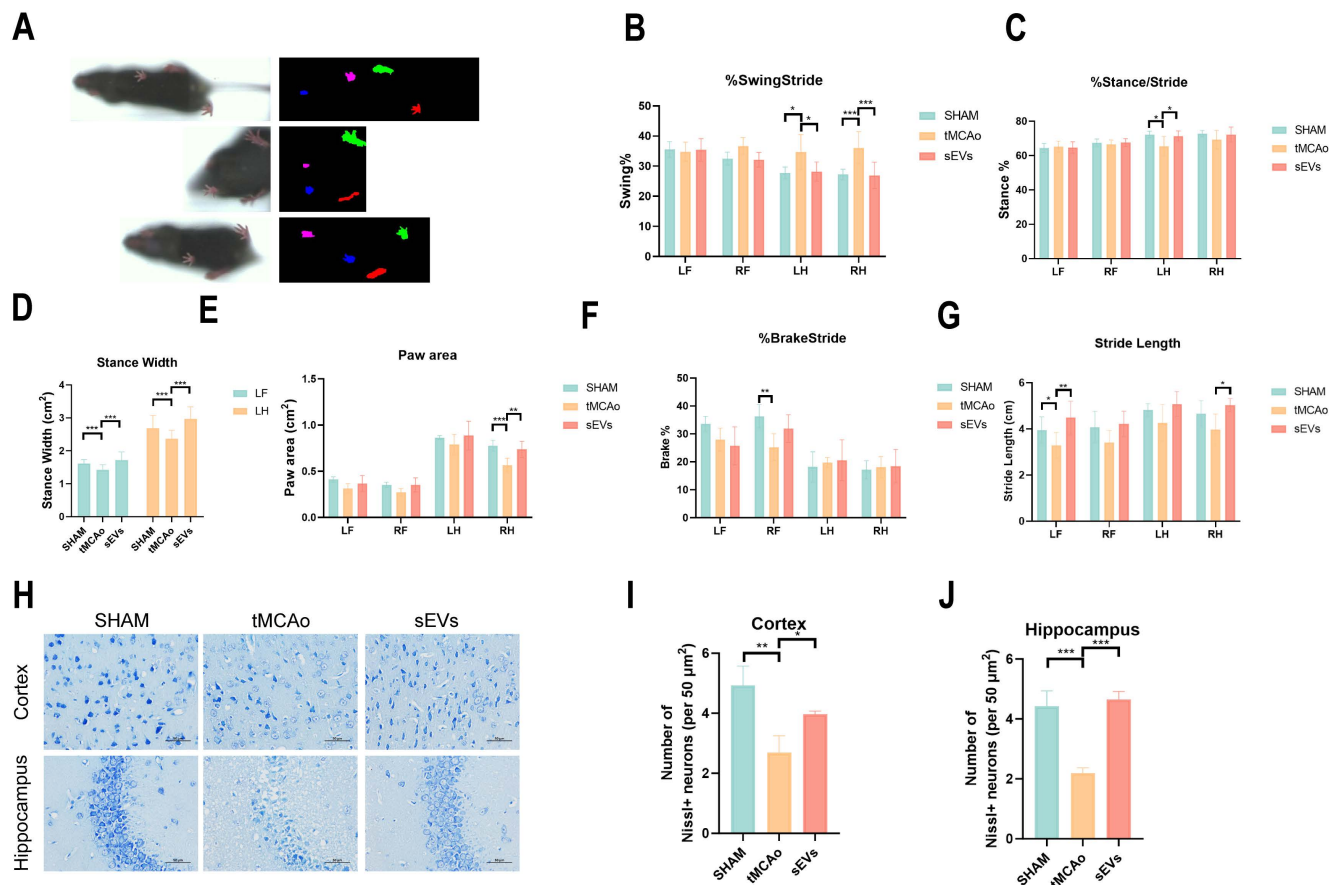 A
B
%SwingStride
50
40
30
20
10
0
Swing%
LF
RF
LH
RH
*
*
***
***
SHAM
tMCAo
sEVs
C
%Stance/Stride
80
60
40
20
0
Stance %
LF
RF
LH
RH
*
*
SHAM
tMCAo
sEVs
D
Stance Width
4
3
2
1
0
Stance Width (cm²)
***
***
***
***
SHAM
tMCAo
sEVs
SHAM
tMCAo
sEVs
LF
LH
E
Paw area
1.5
1.0
0.5
0.0
Paw area (cm²)
LF
RF
LH
RH
***
**
SHAM
tMCAo
sEVs
F
%BrakeStride
50
40
30
20
10
0
Brake %
LF
RF
LH
RH
**
SHAM
tMCAo
sEVs
G
Stride Length
6
4
2
0
Stride Length (cm)
LF
RF
LH
RH
*
**
*
SHAM
tMCAo
sEVs
H
SHAM
tMCAo
sEVs
Cortex
Hippocampus
I
Cortex
6
4
2
0
Number of
Nissl+ neurons (per 50 μm²)
**
*
SHAM
tMCAo
sEVs
J
Hippocampus
6
4
2
0
Number of
Nissl+ neurons (per 50 μm²)
***
***
SHAM
tMCAo
sEVs